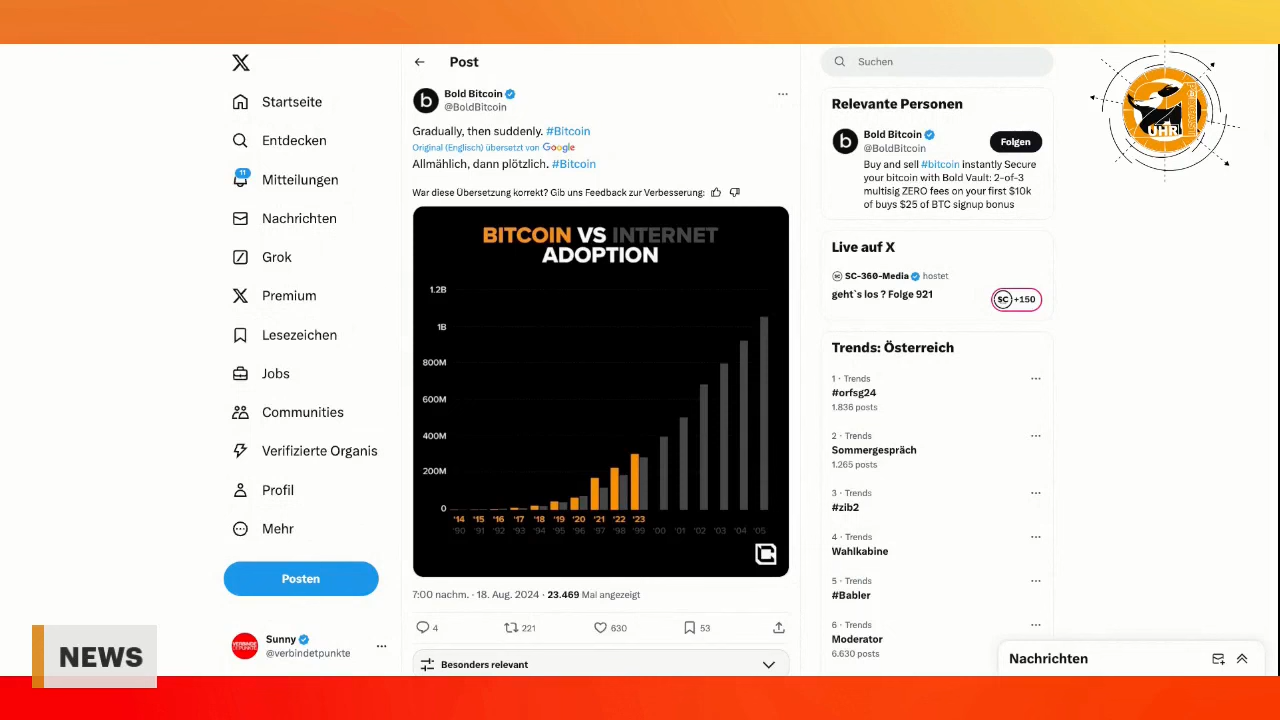 Startseite
Entdecken
11
Mitteilungen
Nachrichten
Grok
Premium
Lesezeichen
Jobs
Communities
Verifizierte Organis
Profil
Mehr
Posten
Sunny
@verbindetpunkte
NEWS
Post
Bold Bitcoin
@BoldBitcoin
Gradually, then suddenly. #Bitcoin
Original (Englisch) übersetzt von Google
Allmählich, dann plötzlich. #Bitcoin
War diese Übersetzung korrekt? Gib uns Feedback zur Verbesserung:
BITCOIN VS INTERNET
ADOPTION
1.2B
1B
800M
600M
400M
200M
0
'14 '15 '16 '17 '18 '19 '20 '21 '22 '23
'90 '91 '92 '93 '94 '95 '96 '97 '98 '99 '00 '01 '02 '03 '04 '05
7:00 nachm. · 18. Aug. 2024 · 23.469 Mal angezeigt
4 221 630 53
Besonders relevant
Suchen
Relevante Personen
Bold Bitcoin
@BoldBitcoin
Folgen
Buy and sell #bitcoin instantly Secure
your bitcoin with Bold Vault: 2-of-3
multisig ZERO fees on your first $10k
of buys $25 of BTC signup bonus
Live auf X
SC-360-Media hostet
geht`s los ? Folge 921
SC +150
Trends: Österreich
1 · Trends
#orfsg24
1.836 posts
2 · Trends
Sommergespräch
1.265 posts
3 · Trends
#zib2
4 · Trends
Wahlkabine
5 · Trends
#Babler
6 · Trends
Moderator
6.630 posts
Nachrichten
21
UHR